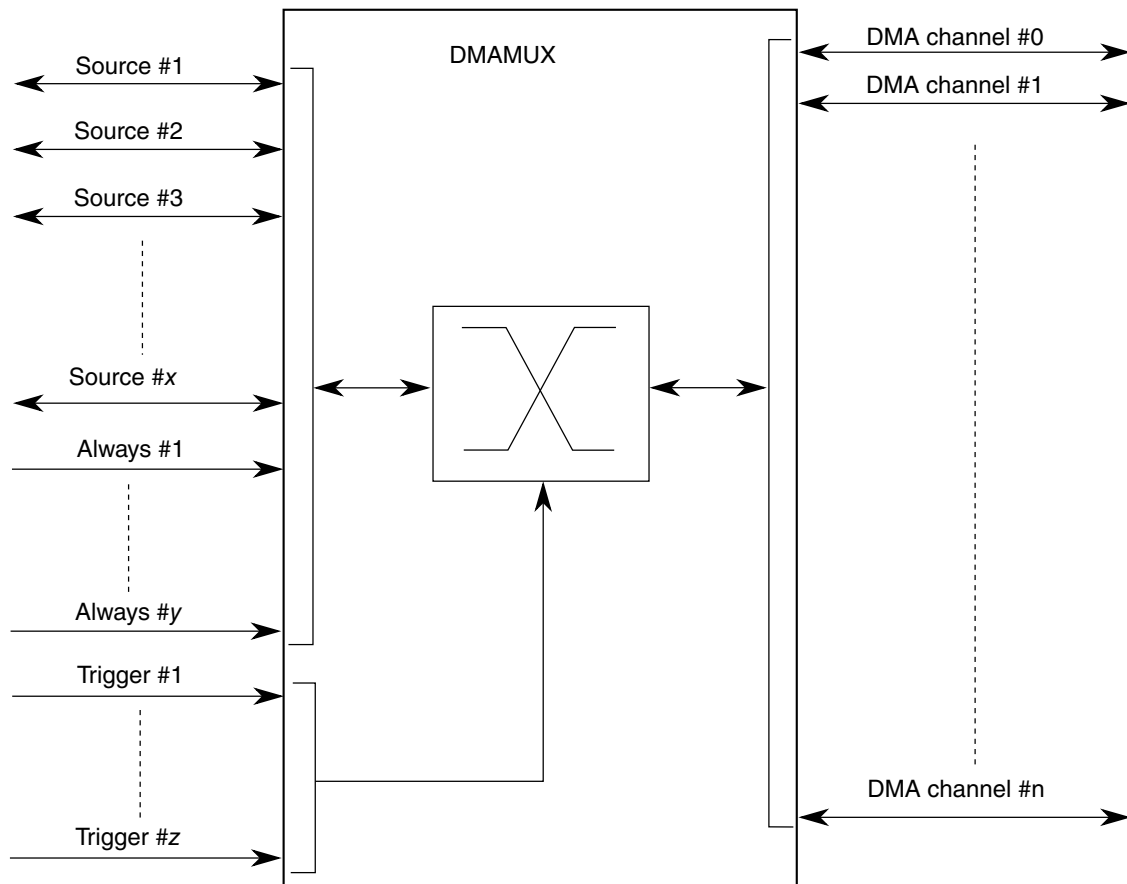 DMAMUX
Source #1
Source #2
Source #3
Source #x
Always #1
Always #y
Trigger #1
Trigger #z
DMA channel #0
DMA channel #1
DMA channel #n